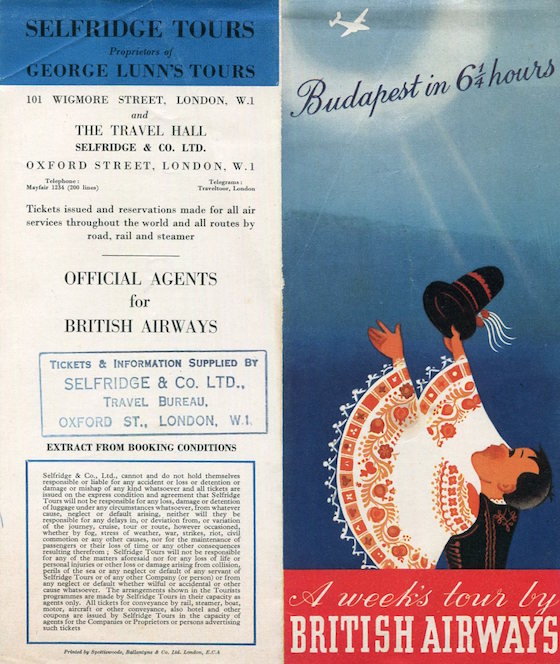 SELFRIDGE TOURS
Proprietors of
GEORGE LUNN'S TOURS
101 WIGMORE STREET, LONDON, W.1
and
THE TRAVEL HALL
SELFRIDGE & CO. LTD.
OXFORD STREET, LONDON, W.1
Telephone :
Mayfair 1234 (200 lines)
Telegrams :
Traveltour, London
Tickets issued and reservations made for all air
services throughout the world and all routes by
road, rail and steamer
OFFICIAL AGENTS
for
BRITISH AIRWAYS
TICKETS & INFORMATION SUPPLIED BY
SELFRIDGE & CO. LTD.,
TRAVEL BUREAU,
OXFORD ST., LONDON, W.1.
EXTRACT FROM BOOKING CONDITIONS
Selfridge & Co., Ltd., cannot and do not hold themselves
responsible or liable for any accident or loss or detention or
damage or mishap of any kind whatsoever and all tickets are
issued on the express condition and agreement that Selfridge
Tours will not be responsible for any loss, damage or detention
of luggage under any circumstances whatsoever, from whatever
cause, neglect or default arising, neither will they be
responsible for any delays in, or deviation from, or variation
of the journey, cruise, tour or route, however occasioned,
whether by fog, stress of weather, war, strikes, riot, civil
commotion or any other causes, nor for the maintenance of
passengers or their loss of time or any other consequences
resulting therefrom ; Selfridge Tours will not be responsible
for any of the matters aforesaid nor for any loss of life or
personal injuries or other loss or damage arising from collision,
perils of the sea or any neglect or default of any servant of
Selfridge Tours or of any other Company (or person) or from
any neglect or default whether wilful or accidental or other
cause whatsoever. The arrangements shown in the Tourists
programmes are made by Selfridge Tours in their capacity as
agents only. All tickets for conveyance by rail, steamer, boat,
motor, aircraft or other conveyance, also hotel and other
coupons are issued by Selfridge Tours in the capacity of
agents for the Companies or Proprietors or persons advertising
such tickets
Printed by Spottiswoode, Ballantyne & Co. Ltd. London, E.C.4
Budapest in 6¼ hours
A week's tour by
BRITISH AIRWAYS